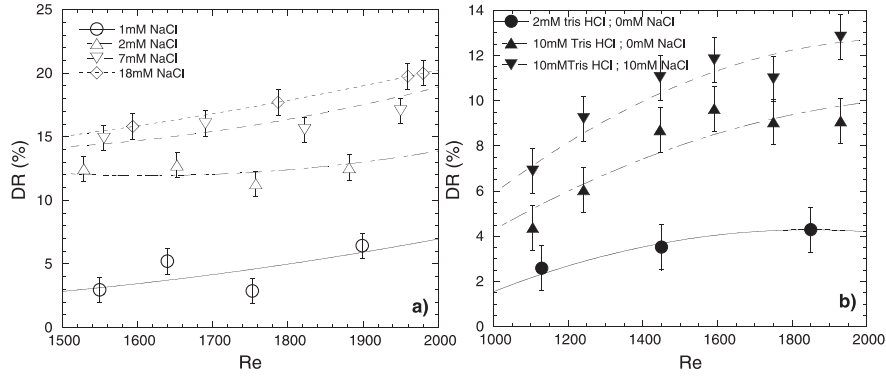 25
20
15
10
5
0
DR (%)
1mM NaCl
2mM NaCl
7mM NaCl
18mM NaCl
a)
1500 1600 1700 1800 1900 2000
Re
14
12
10
8
6
4
2
0
DR (%)
2mM tris HCl ; 0mM NaCl
10mM Tris HCl ; 0mM NaCl
10mMTris HCl ; 10mM NaCl
b)
1000 1200 1400 1600 1800 2000
Re